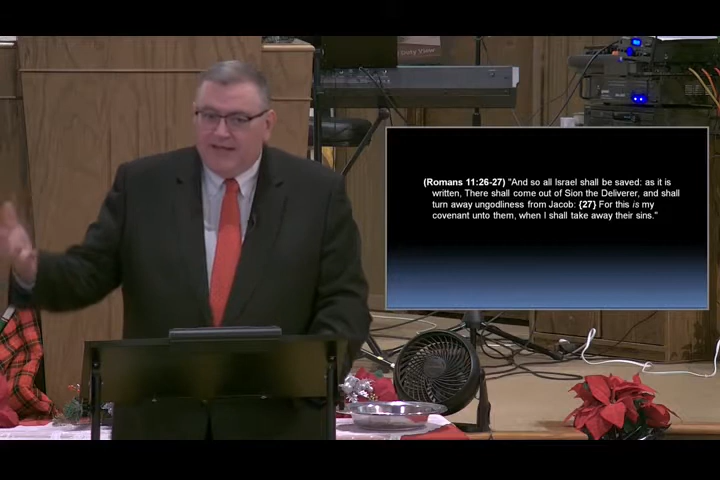 (Romans 11:26-27) "And so all Israel shall be saved: as it is
written, There shall come out of Sion the Deliverer, and shall
turn away ungodliness from Jacob: {27} For this is my
covenant unto them, when I shall take away their sins."